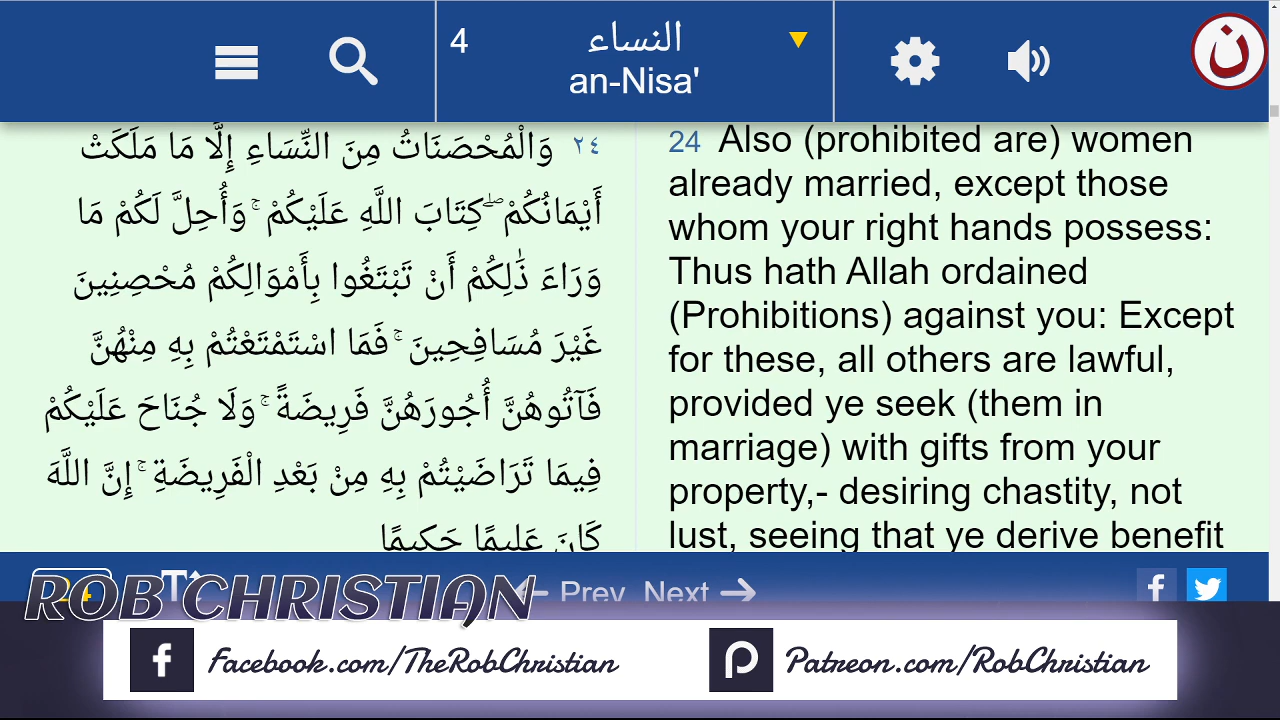 4
النساء
an-Nisa'
ن
٢٤ وَالْمُحْصَنَاتُ مِنَ النِّسَاءِ إِلَّا مَا مَلَكَتْ
أَيْمَانُكُمْ ۖ كِتَابَ اللَّهِ عَلَيْكُمْ ۚ وَأُحِلَّ لَكُمْ مَا
وَرَاءَ ذَٰلِكُمْ أَنْ تَبْتَغُوا بِأَمْوَالِكُمْ مُحْصِنِينَ
غَيْرَ مُسَافِحِينَ ۚ فَمَا اسْتَمْتَعْتُمْ بِهِ مِنْهُنَّ
فَآتُوهُنَّ أُجُورَهُنَّ فَرِيضَةً ۚ وَلَا جُنَاحَ عَلَيْكُمْ
فِيمَا تَرَاضَيْتُمْ بِهِ مِنْ بَعْدِ الْفَرِيضَةِ ۚ إِنَّ اللَّهَ
كَانَ عَلِيمًا حَكِيمًا
24 Also (prohibited are) women
already married, except those
whom your right hands possess:
Thus hath Allah ordained
(Prohibitions) against you: Except
for these, all others are lawful,
provided ye seek (them in
marriage) with gifts from your
property,- desiring chastity, not
lust, seeing that ye derive benefit
Prev Next
ROB CHRISTIAN
Facebook.com/TheRobChristian
Patreon.com/RobChristian